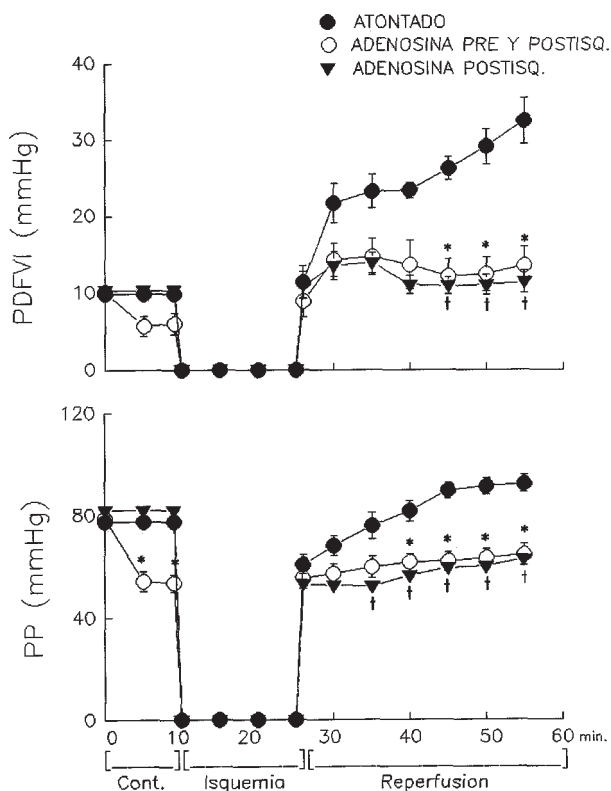 ATONTADO
ADENOSINA PRE Y POSTISQ.
ADENOSINA POSTISQ.
40
30
20
10
0
PDFVI (mmHg)
* * *
† † †
120
80
40
0
PP (mmHg)
* *
* * * *
† † † † †
0 10 20 30 40 50 60 min.
Cont. Isquemia Reperfusion